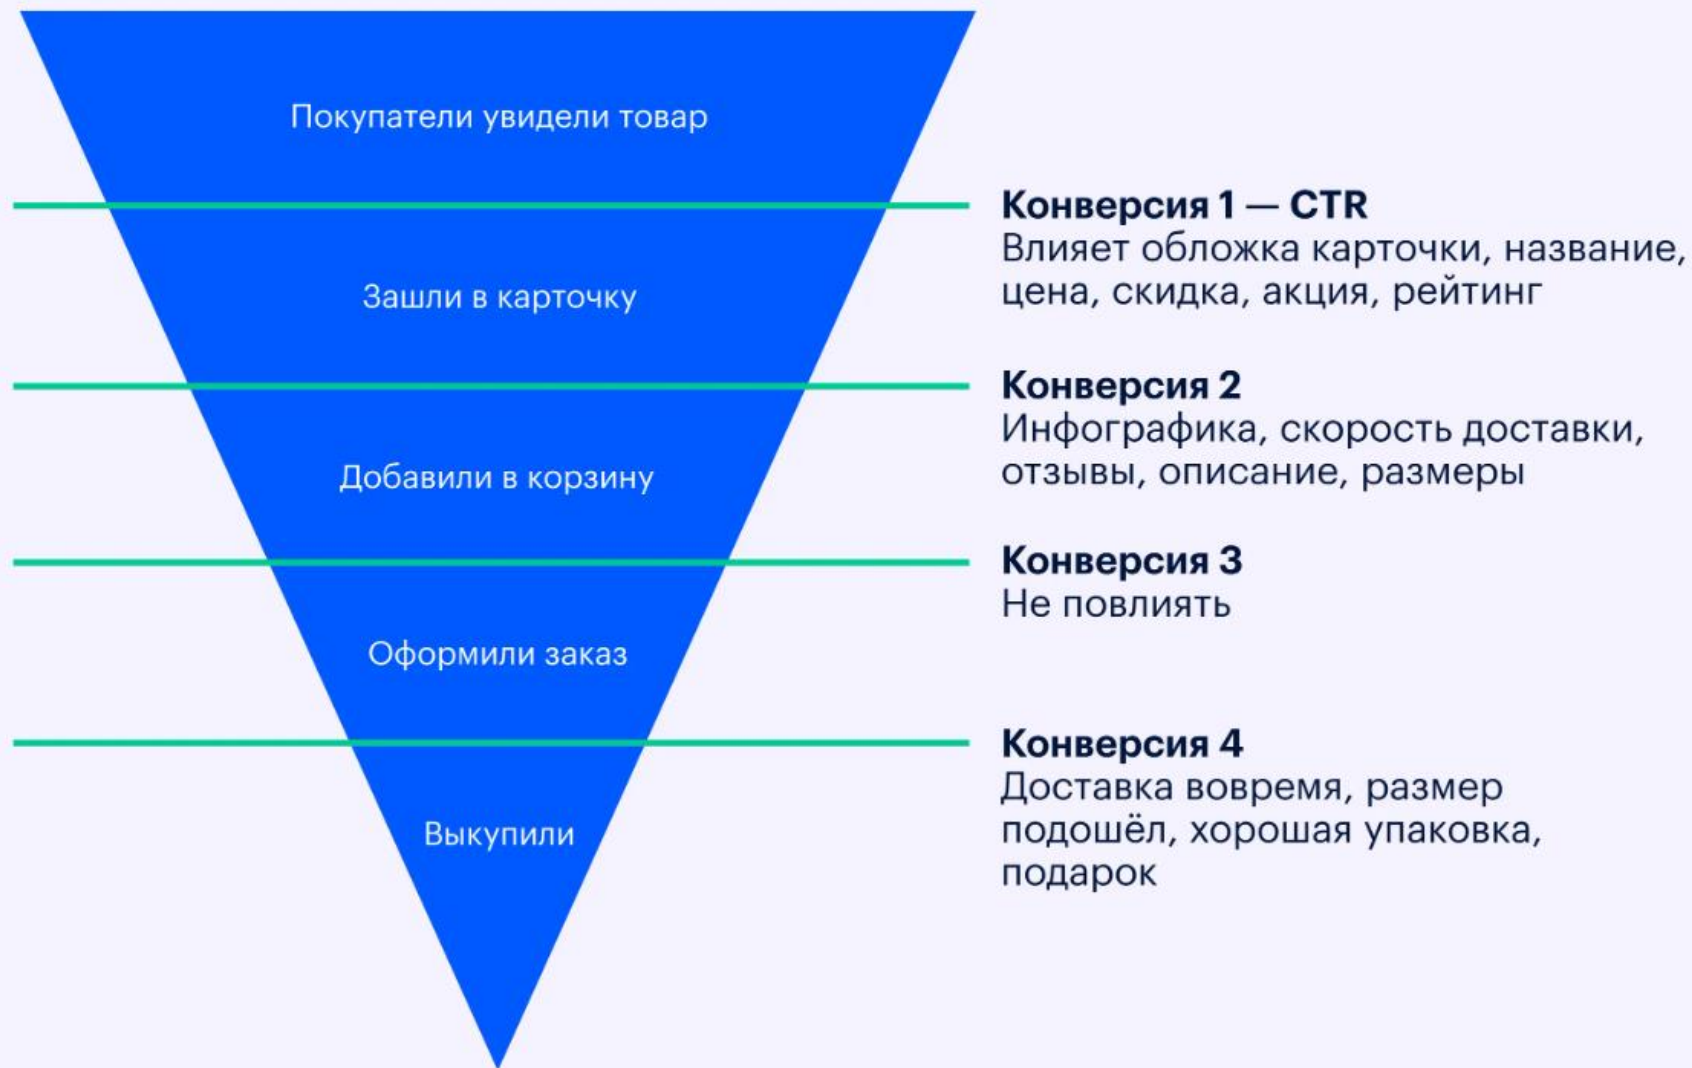 Покупатели увидели товар
Конверсия 1 — CTR
Влияет обложка карточки, название,
цена, скидка, акция, рейтинг
Зашли в карточку
Конверсия 2
Инфографика, скорость доставки,
отзывы, описание, размеры
Добавили в корзину
Конверсия 3
Не повлиять
Оформили заказ
Конверсия 4
Доставка вовремя, размер
подошёл, хорошая упаковка,
подарок
Выкупили